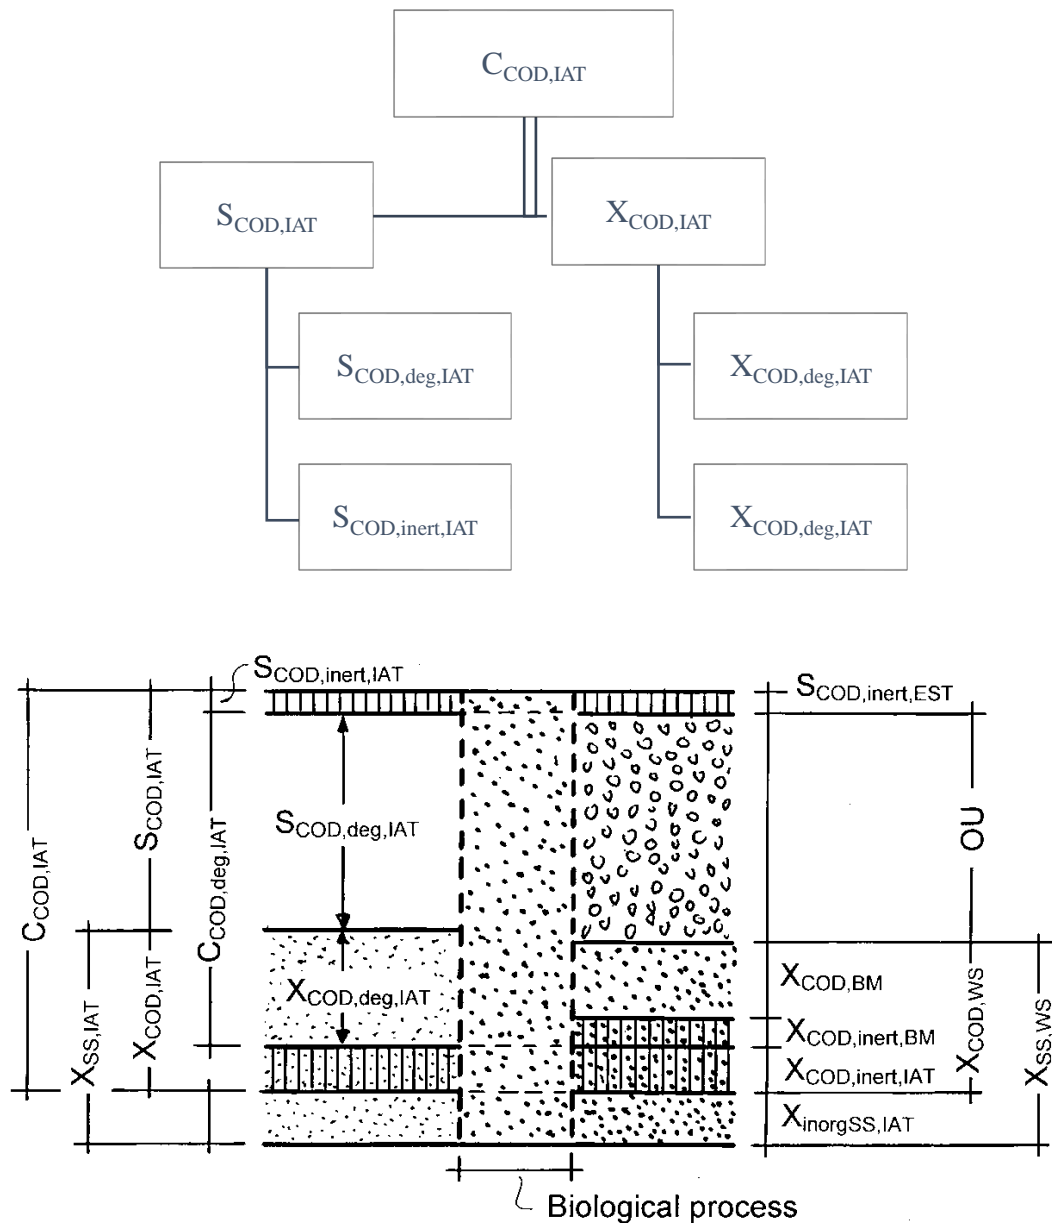 C_COD,IAT
S_COD,IAT
X_COD,IAT
S_COD,deg,IAT
X_COD,deg,IAT
S_COD,inert,IAT
X_COD,deg,IAT
S_COD,inert,IAT
S_COD,inert,EST
C_COD,IAT
X_SS,IAT
S_COD,IAT
X_COD,IAT
C_COD,deg,IAT
S_COD,deg,IAT
X_COD,deg,IAT
OU
X_COD,BM
X_COD,inert,BM
X_COD,inert,IAT
X_inorgSS,IAT
X_COD,WS
X_SS,WS
Biological process